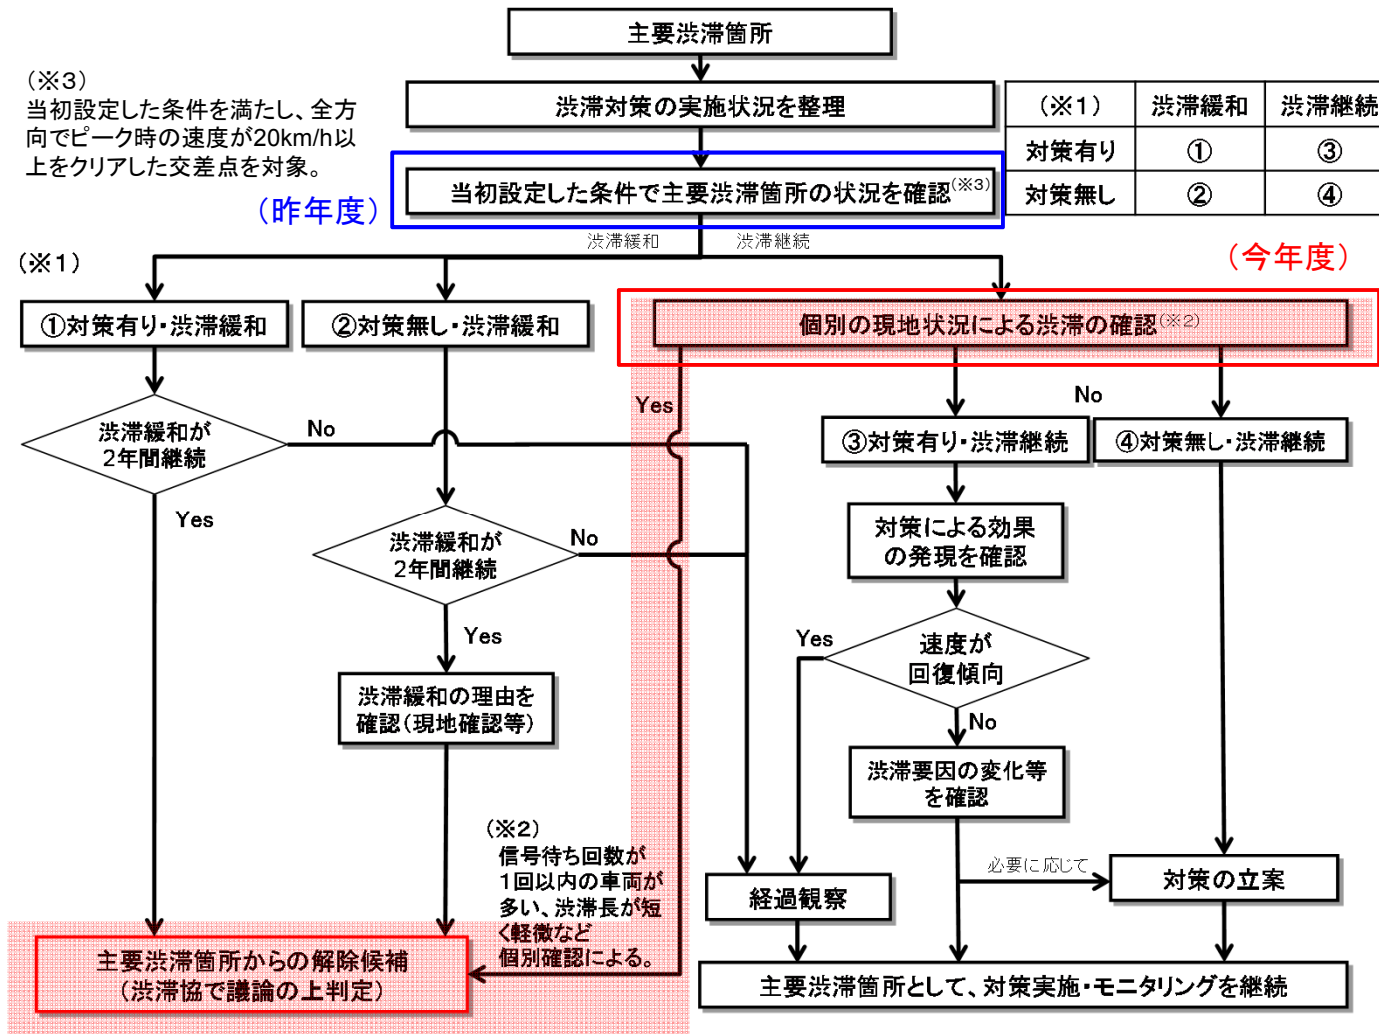 主要渋滞箇所
(※3)
当初設定した条件を満たし、全方
向でピーク時の速度が20km/h以
上をクリアした交差点を対象。
渋滞対策の実施状況を整理
(※1) 渋滞緩和 渋滞継続
対策有り ① ③
対策無し ② ④
当初設定した条件で主要渋滞箇所の状況を確認(※3)
(昨年度)
渋滞緩和 渋滞継続
(今年度)
(※1)
①対策有り・渋滞緩和
②対策無し・渋滞緩和
個別の現地状況による渋滞の確認(※2)
Yes
No
渋滞緩和が
2年間継続
No
Yes
③対策有り・渋滞継続
④対策無し・渋滞継続
渋滞緩和が
2年間継続
No
Yes
対策による効果
の発現を確認
速度が
回復傾向
Yes
No
渋滞緩和の理由を
確認(現地確認等)
渋滞要因の変化等
を確認
(※2)
信号待ち回数が
1回以内の車両が
多い、渋滞長が短
く軽微など
個別確認による。
必要に応じて
経過観察
対策の立案
主要渋滞箇所からの解除候補
(渋滞協で議論の上判定)
主要渋滞箇所として、対策実施・モニタリングを継続